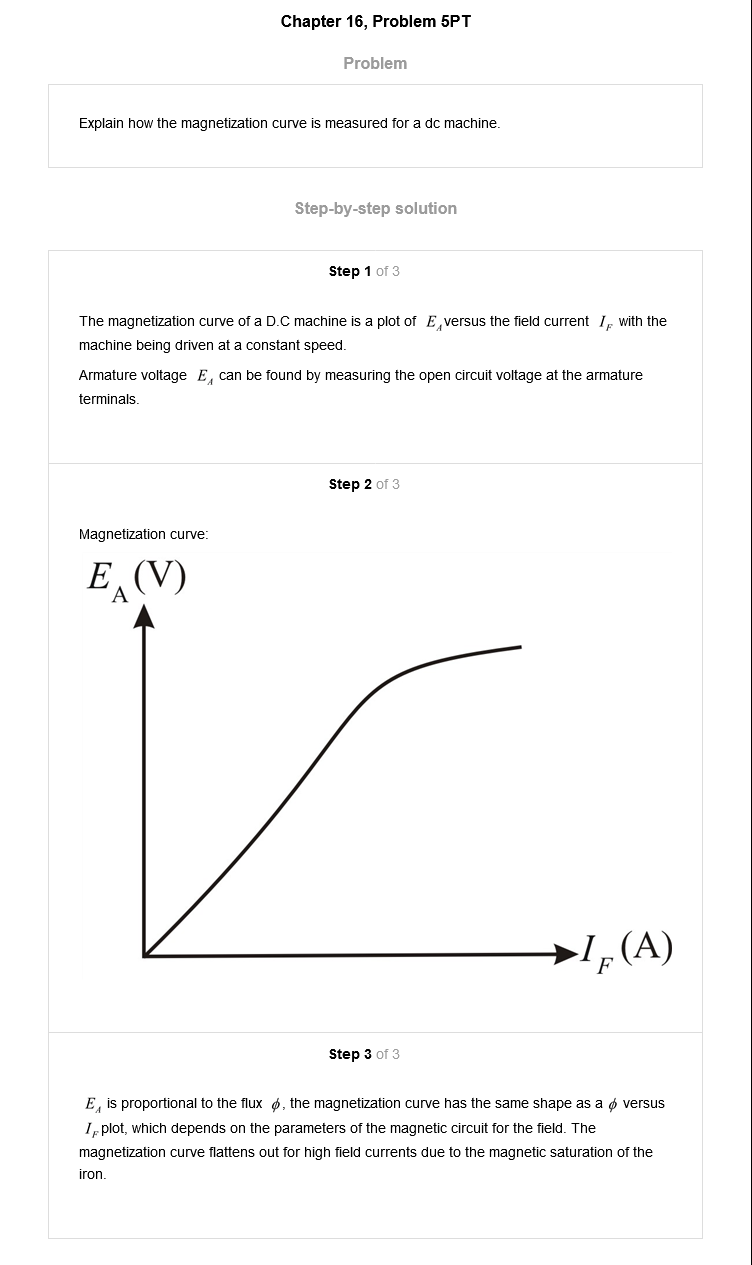 Chapter 16, Problem 5PT
Problem
Explain how the magnetization curve is measured for a dc machine.
Step-by-step solution
Step 1 of 3
The magnetization curve of a D.C machine is a plot of E_A versus the field current I_F with the
machine being driven at a constant speed.
Armature voltage E_A can be found by measuring the open circuit voltage at the armature
terminals.
Step 2 of 3
Magnetization curve:
E_A (V)
I_F (A)
Step 3 of 3
E_A is proportional to the flux ϕ, the magnetization curve has the same shape as a ϕ versus
I_F plot, which depends on the parameters of the magnetic circuit for the field. The
magnetization curve flattens out for high field currents due to the magnetic saturation of the
iron.